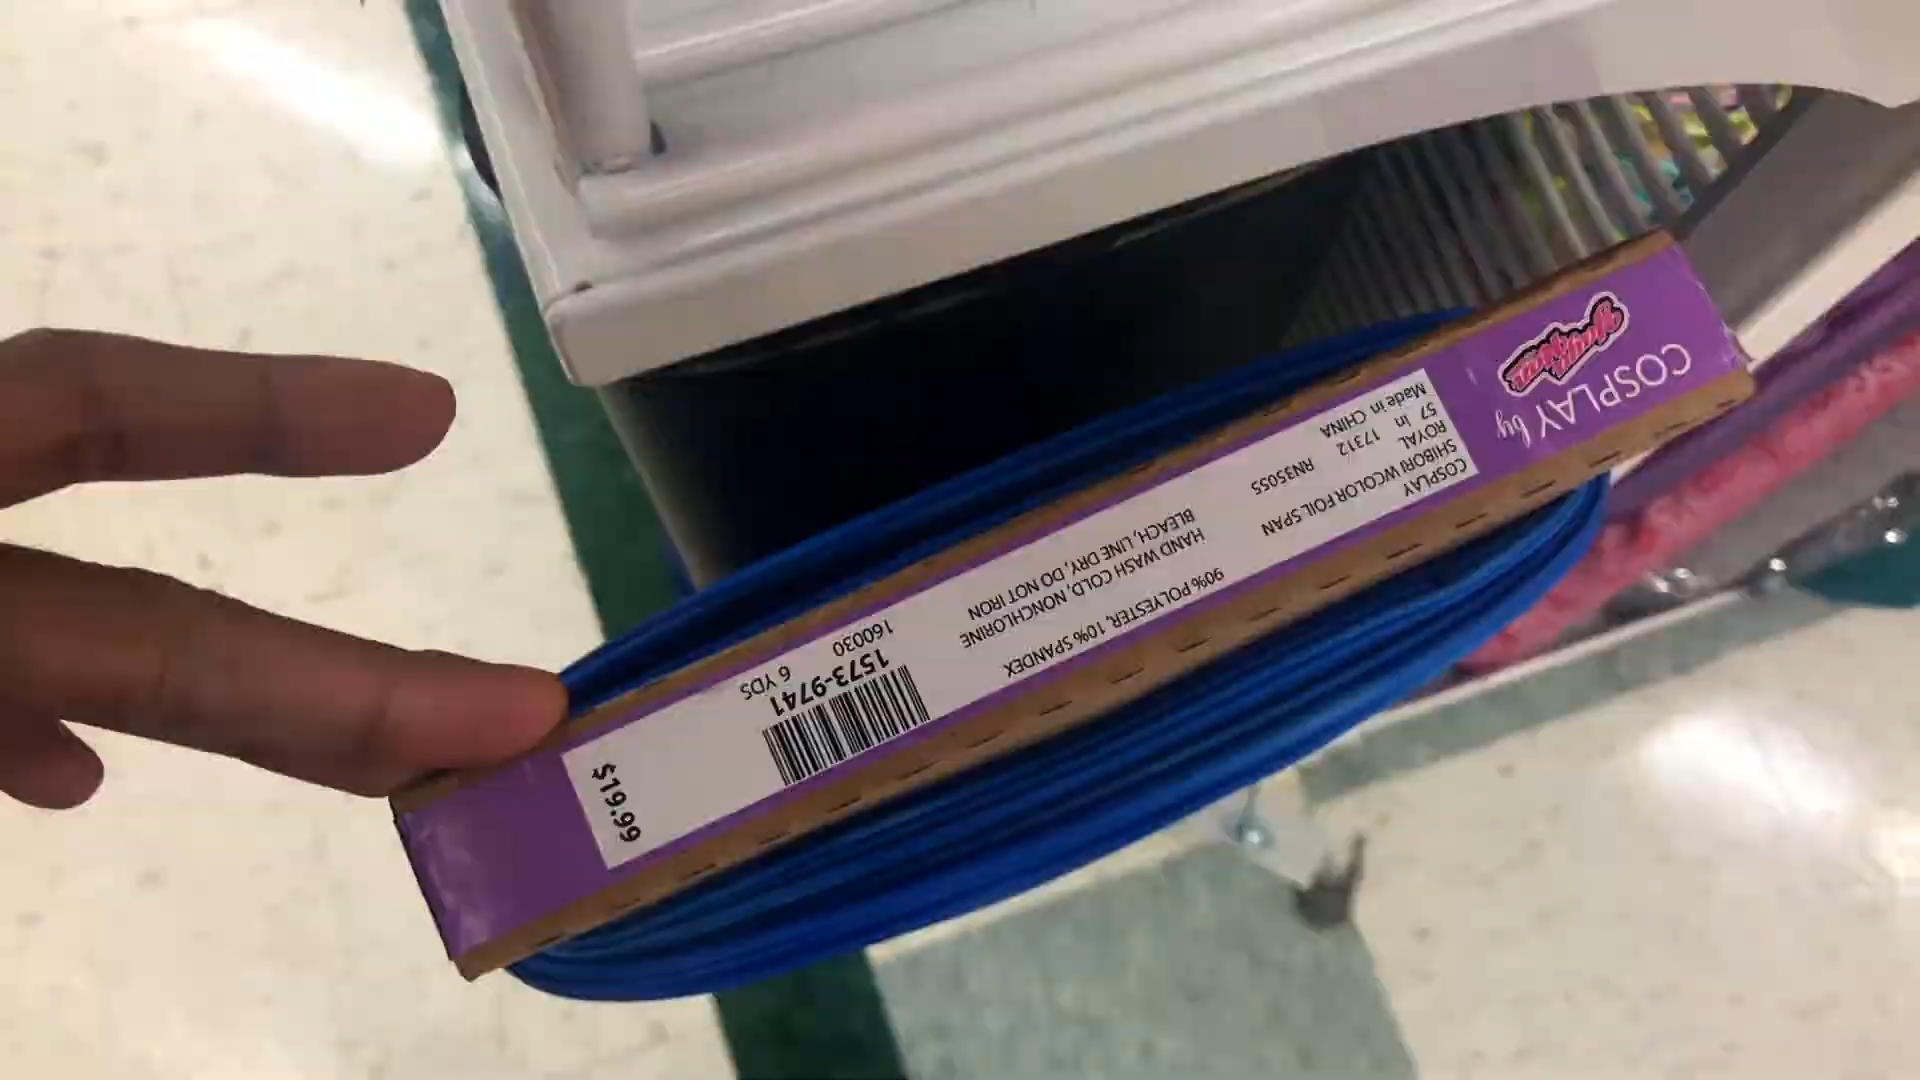 COSPLAY by
COSPLAY
SHIBORI WCOLOR FOIL SPAN
ROYAL
57 in 17312 RN35055
Made in CHINA
90% POLYESTER, 10% SPANDEX
HAND WASH COLD, NONCHLORINE
BLEACH, LINE DRY, DO NOT IRON
1573-9741
160030 6 YDS
$19.99